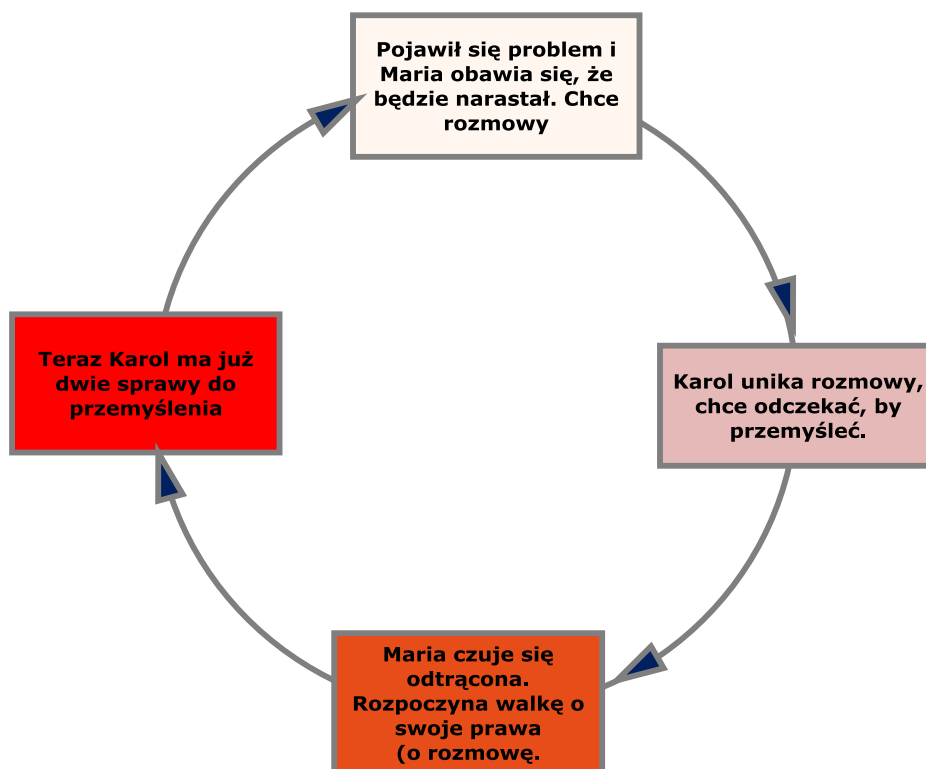 Pojawił się problem i
Maria obawia się, że
będzie narastał. Chce
rozmowy
Karol unika rozmowy,
chce odczekać, by
przemyśleć.
Maria czuje się
odtrącona.
Rozpoczyna walkę o
swoje prawa
(o rozmowę.
Teraz Karol ma już
dwie sprawy do
przemyślenia